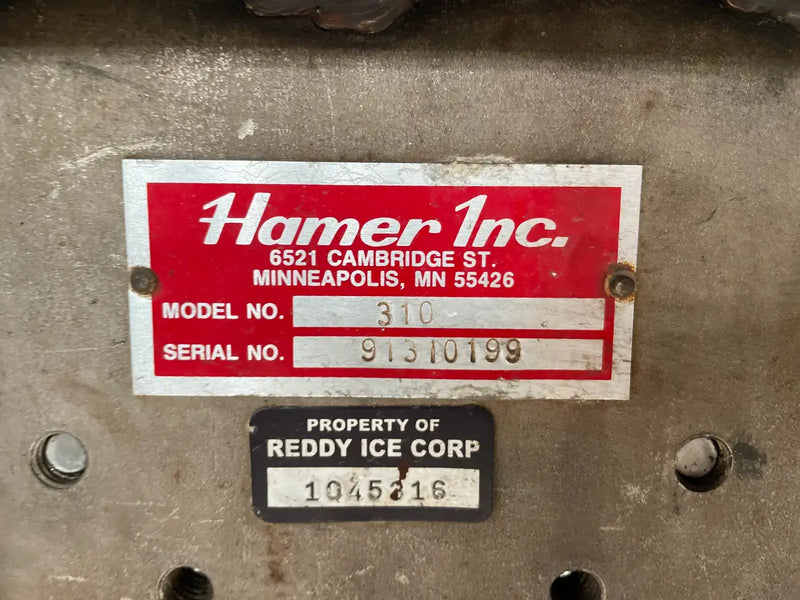 Hamer Inc.
6521 CAMBRIDGE ST.
MINNEAPOLIS, MN 55426
MODEL NO. 310
SERIAL NO. 91310199
PROPERTY OF
REDDY ICE CORP
1045316